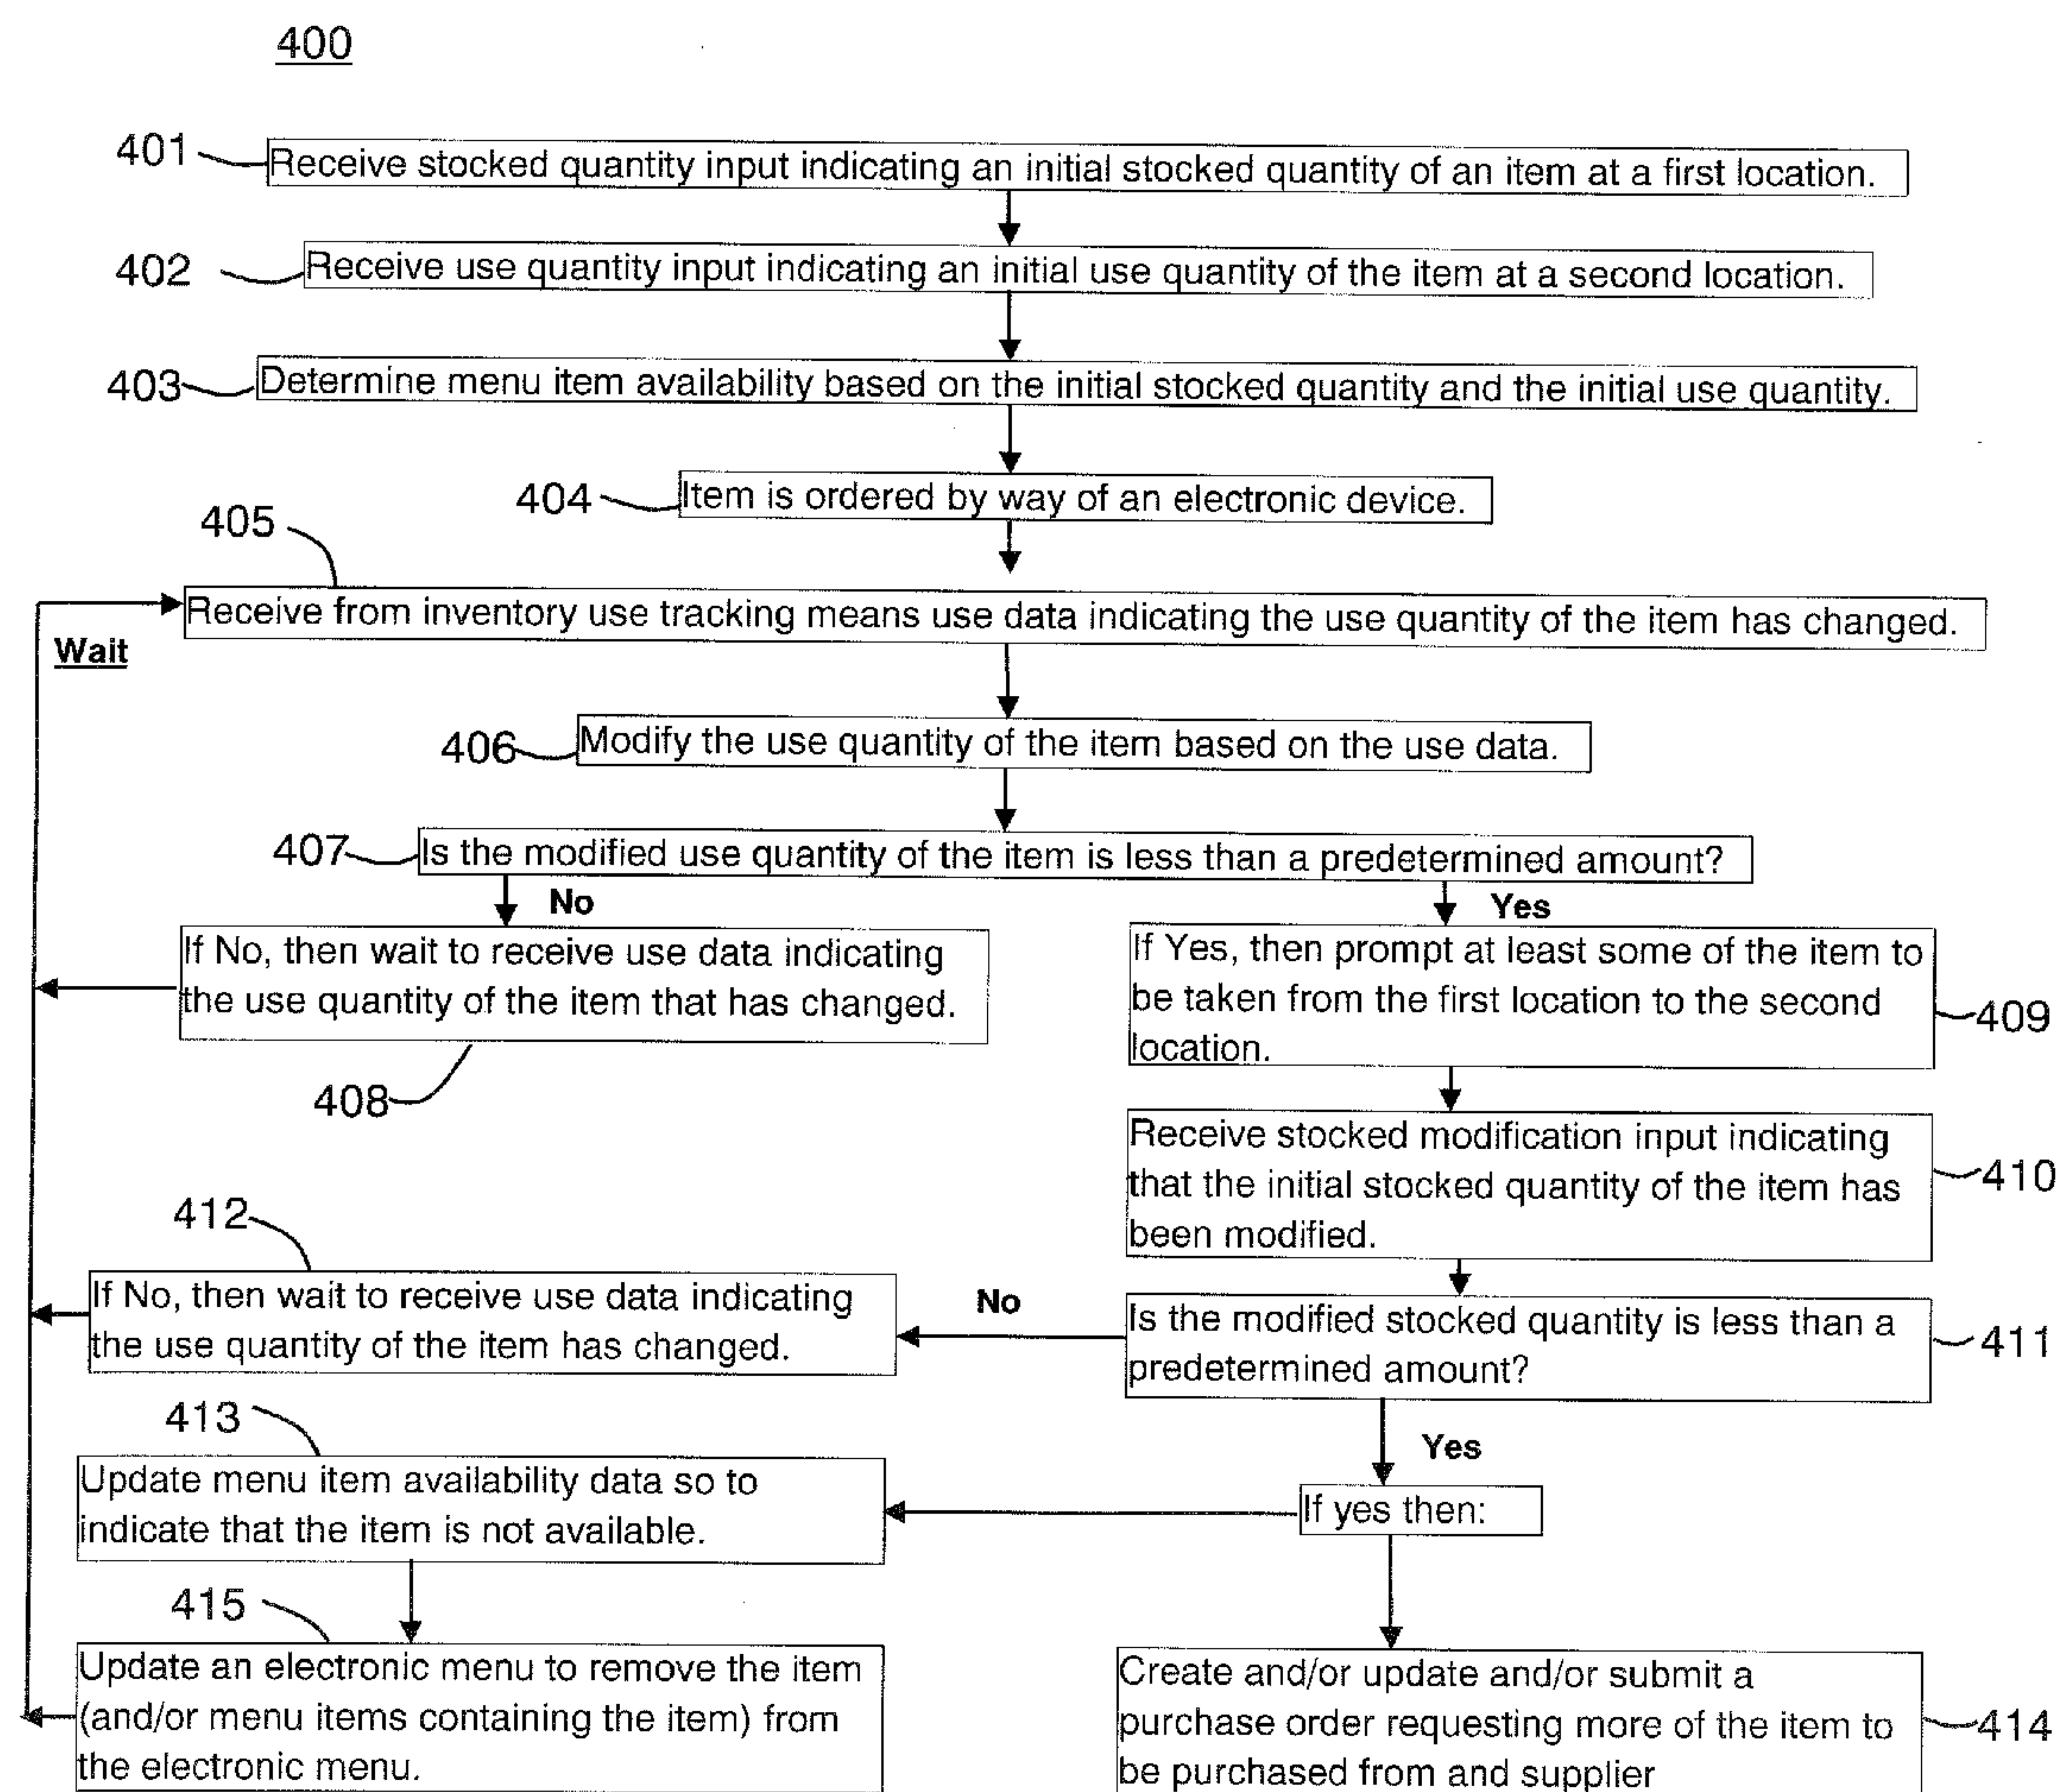 400
401
Receive stocked quantity input indicating an initial stocked quantity of an item at a first location.
402
Receive use quantity input indicating an initial use quantity of the item at a second location.
403
Determine menu item availability based on the initial stocked quantity and the initial use quantity.
404
Item is ordered by way of an electronic device.
405
Receive from inventory use tracking means use data indicating the use quantity of the item has changed.
Wait
406
Modify the use quantity of the item based on the use data.
407
Is the modified use quantity of the item is less than a predetermined amount?
No
Yes
If No, then wait to receive use data indicating
the use quantity of the item that has changed.
408
If Yes, then prompt at least some of the item to
be taken from the first location to the second
location.
409
Receive stocked modification input indicating
that the initial stocked quantity of the item has
been modified.
410
412
If No, then wait to receive use data indicating
the use quantity of the item has changed.
No
Is the modified stocked quantity is less than a
predetermined amount?
411
413
Update menu item availability data so to
indicate that the item is not available.
Yes
If yes then:
415
Update an electronic menu to remove the item
(and/or menu items containing the item) from
the electronic menu.
Create and/or update and/or submit a
purchase order requesting more of the item to
be purchased from and supplier
414